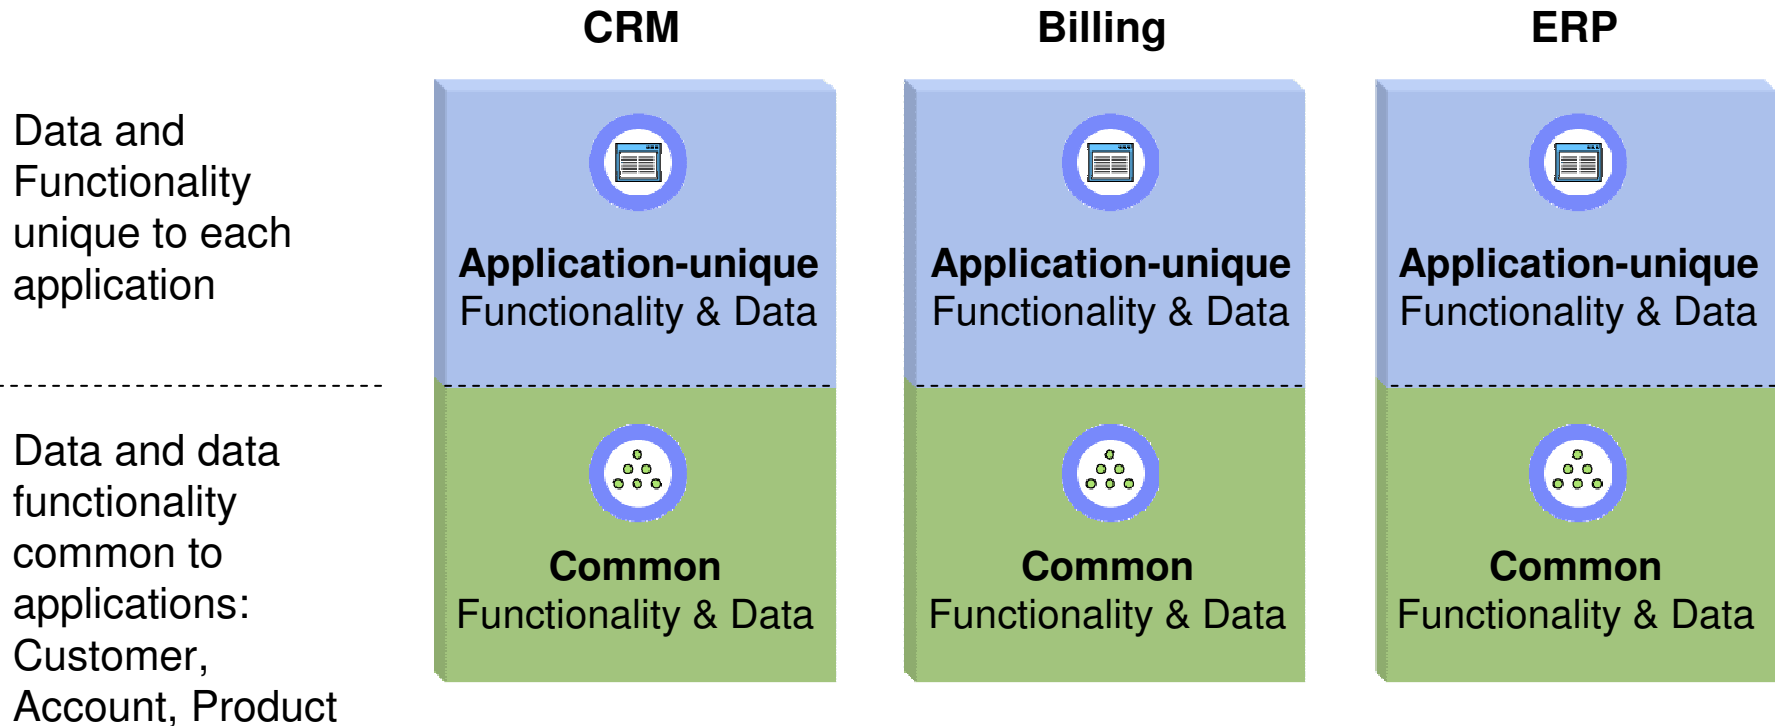 CRM
Billing
ERP
Data and
Functionality
unique to each
application
Application-unique
Functionality & Data
Application-unique
Functionality & Data
Application-unique
Functionality & Data
Data and data
functionality
common to
applications:
Customer,
Account, Product
Common
Functionality & Data
Common
Functionality & Data
Common
Functionality & Data